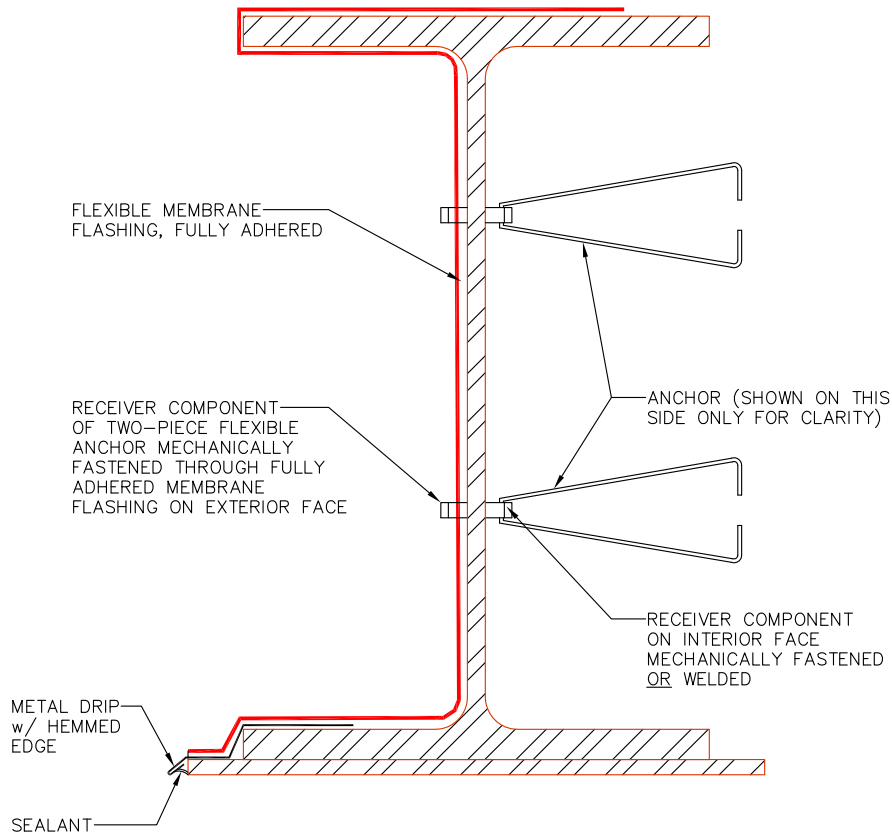 FLEXIBLE MEMBRANE
FLASHING, FULLY ADHERED
RECEIVER COMPONENT
OF TWO-PIECE FLEXIBLE
ANCHOR MECHANICALLY
FASTENED THROUGH FULLY
ADHERED MEMBRANE
FLASHING ON EXTERIOR FACE
ANCHOR (SHOWN ON THIS
SIDE ONLY FOR CLARITY)
RECEIVER COMPONENT
ON INTERIOR FACE
MECHANICALLY FASTENED
OR WELDED
METAL DRIP
w/ HEMMED
EDGE
SEALANT